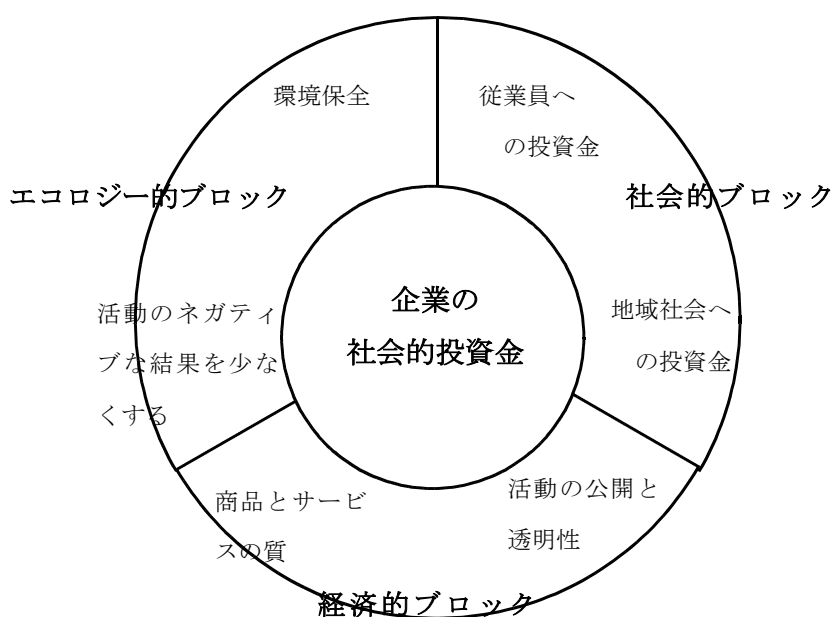 環境保全
従業員へ
の投資金
エコロジー的ブロック
社会的ブロック
企業の
社会的投資金
活動のネガティ
ブな結果を少な
くする
地域社会へ
の投資金
商品とサービ
スの質
活動の公開と
透明性
経済的ブロック